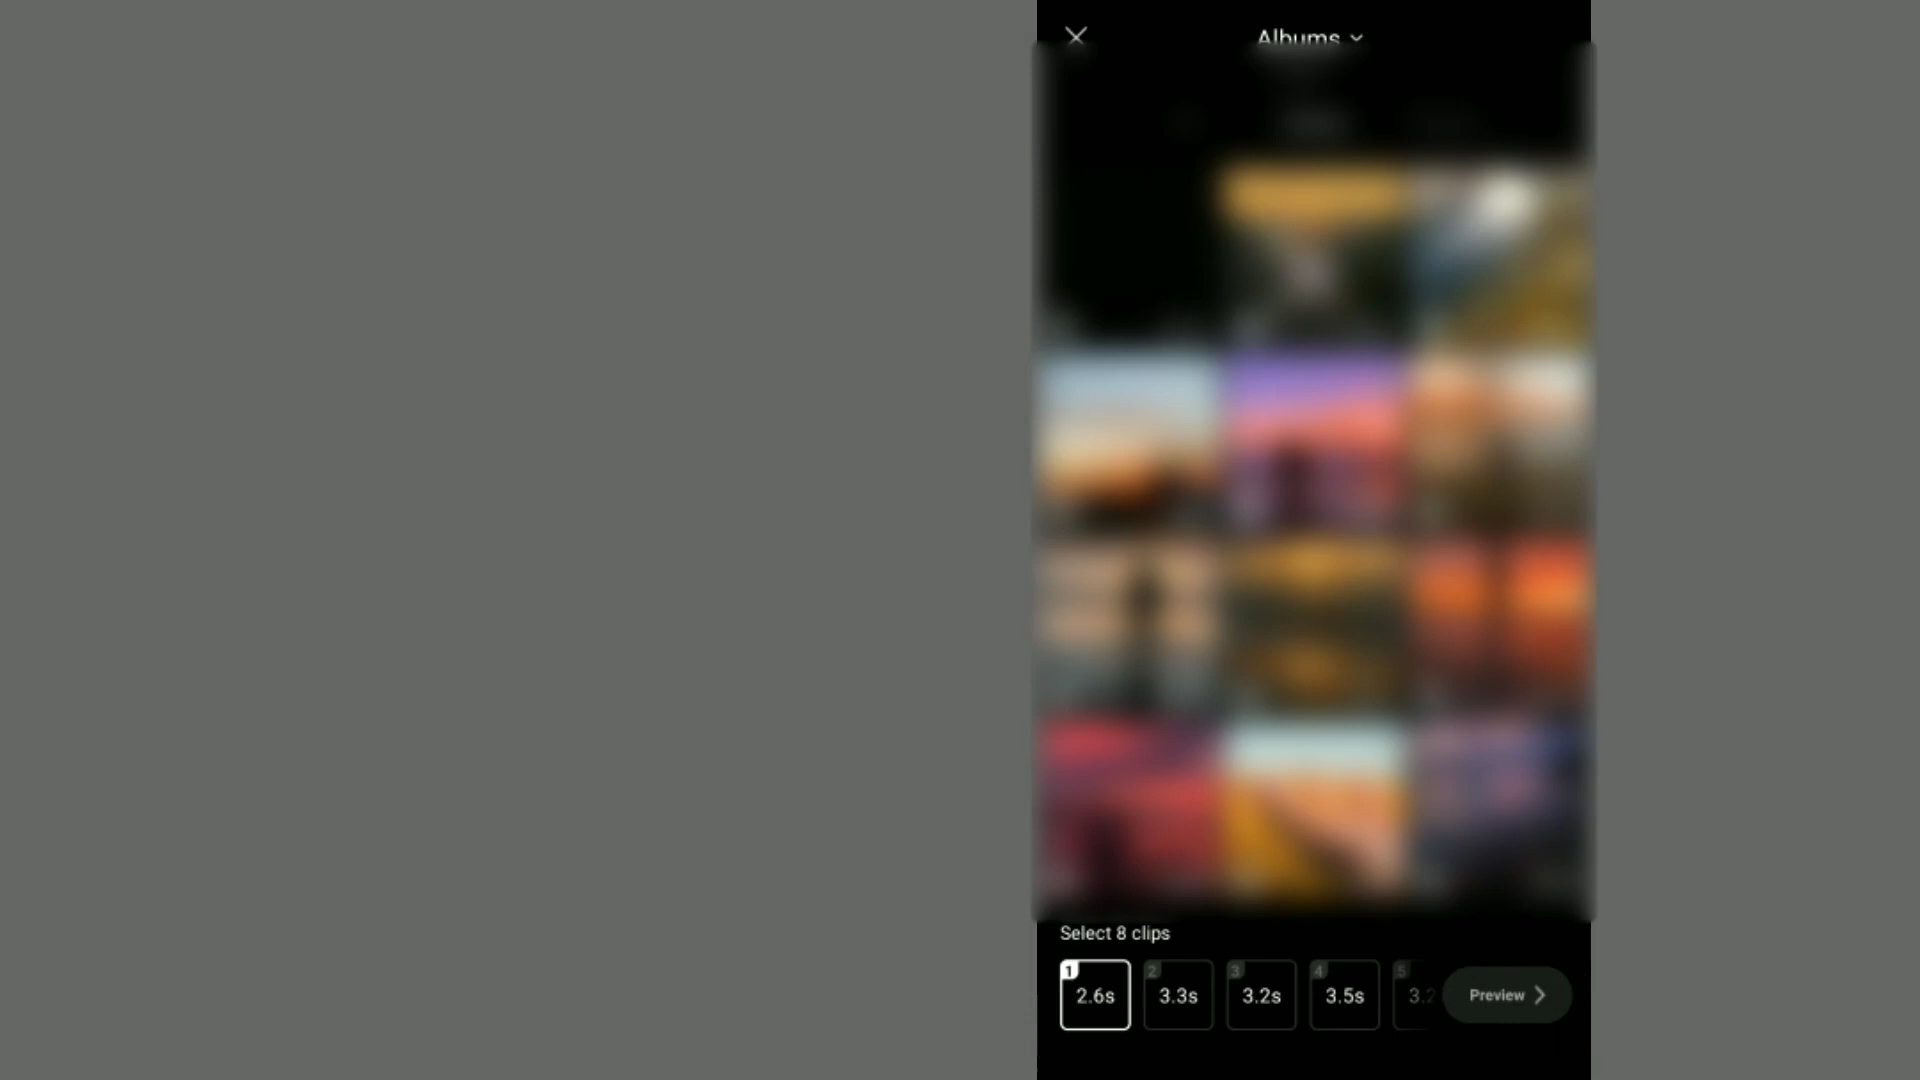 Albums
Select 8 clips
1 2 3 4 5
2.6s 3.3s 3.2s 3.5s
Preview